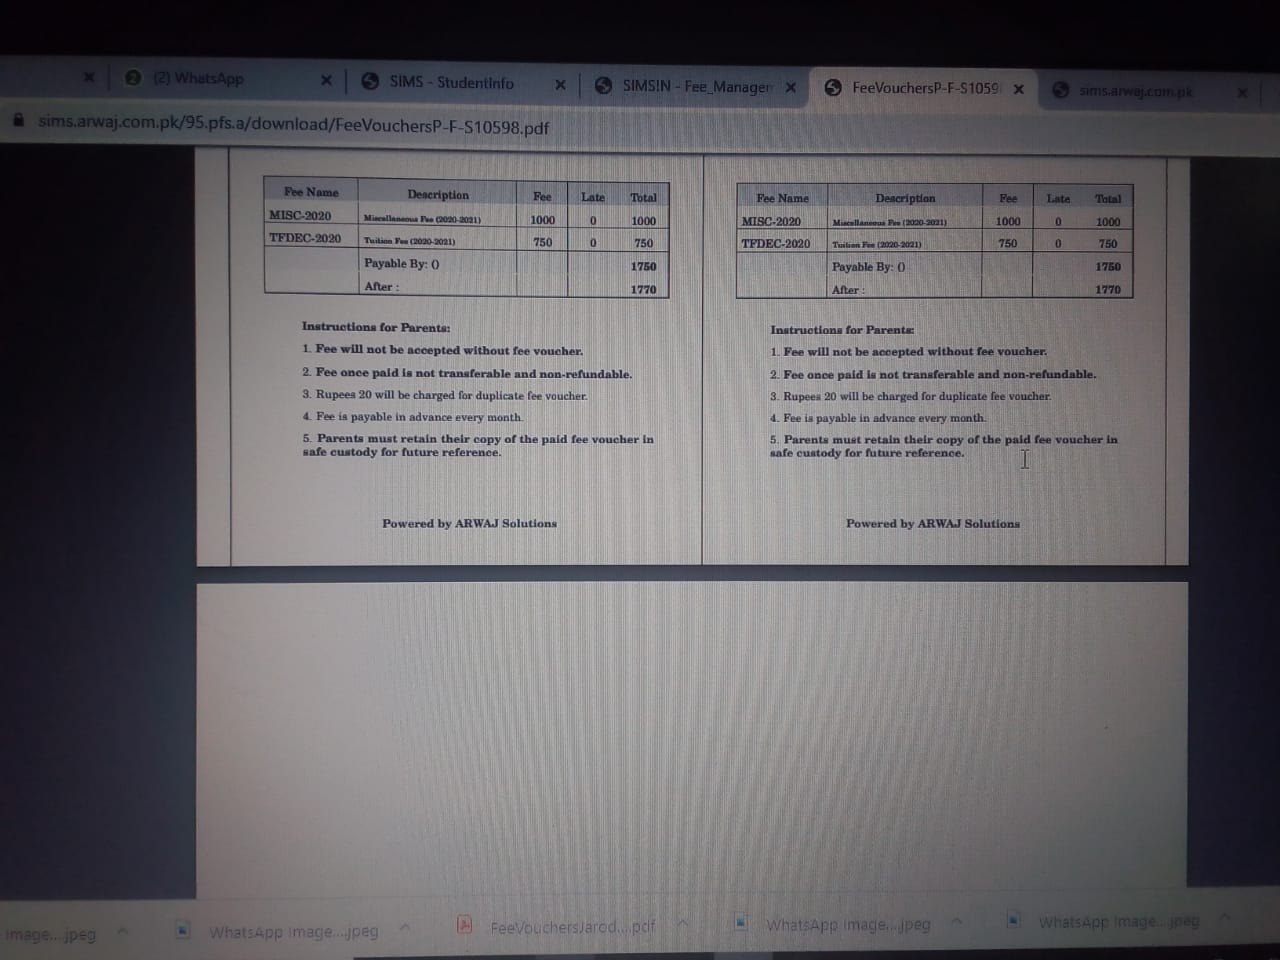 (2) WhatsApp
SIMS - StudentInfo
SIMSIN - Fee_Managem
FeeVouchersP-F-S1059
sims.arwaj.com.pk
sims.arwaj.com.pk/95.pfs.a/download/FeeVouchersP-F-S10598.pdf
Fee Name Description Fee Late Total
MISC-2020 Miscellaneous Fee (2020-2021) 1000 0 1000
TFDEC-2020 Tuition Fee (2020-2021) 750 0 750
Payable By: () 1750
After : 1770
Instructions for Parents:
1. Fee will not be accepted without fee voucher.
2. Fee once paid is not transferable and non-refundable.
3. Rupees 20 will be charged for duplicate fee voucher.
4. Fee is payable in advance every month.
5. Parents must retain their copy of the paid fee voucher in
safe custody for future reference.
Powered by ARWAJ Solutions
Fee Name Description Fee Late Total
MISC-2020 Miscellaneous Fee (2020-2021) 1000 0 1000
TFDEC-2020 Tuition Fee (2020-2021) 750 0 750
Payable By: () 1750
After : 1770
Instructions for Parents:
1. Fee will not be accepted without fee voucher.
2. Fee once paid is not transferable and non-refundable.
3. Rupees 20 will be charged for duplicate fee voucher.
4. Fee is payable in advance every month.
5. Parents must retain their copy of the paid fee voucher in
safe custody for future reference.
Powered by ARWAJ Solutions
Image....jpeg
WhatsApp Image....jpeg
FeeVouchersJarod....pdf
WhatsApp Image....jpeg
WhatsApp Image....jpeg